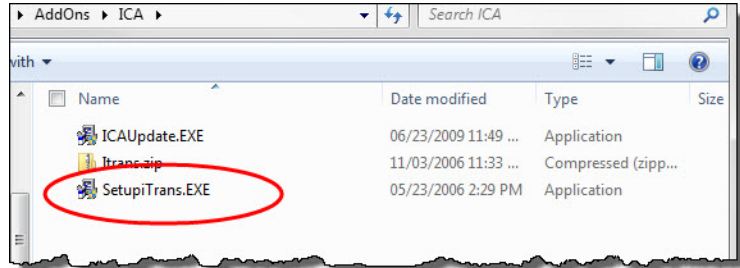 ▸ AddOns ▸ ICA ▸ Search ICA
with
Name Date modified Type Size
ICAUpdate.EXE 06/23/2009 11:49 ... Application
Itrans.zip 11/03/2006 11:33 ... Compressed (zipp...
SetupiTrans.EXE 05/23/2006 2:29 PM Application